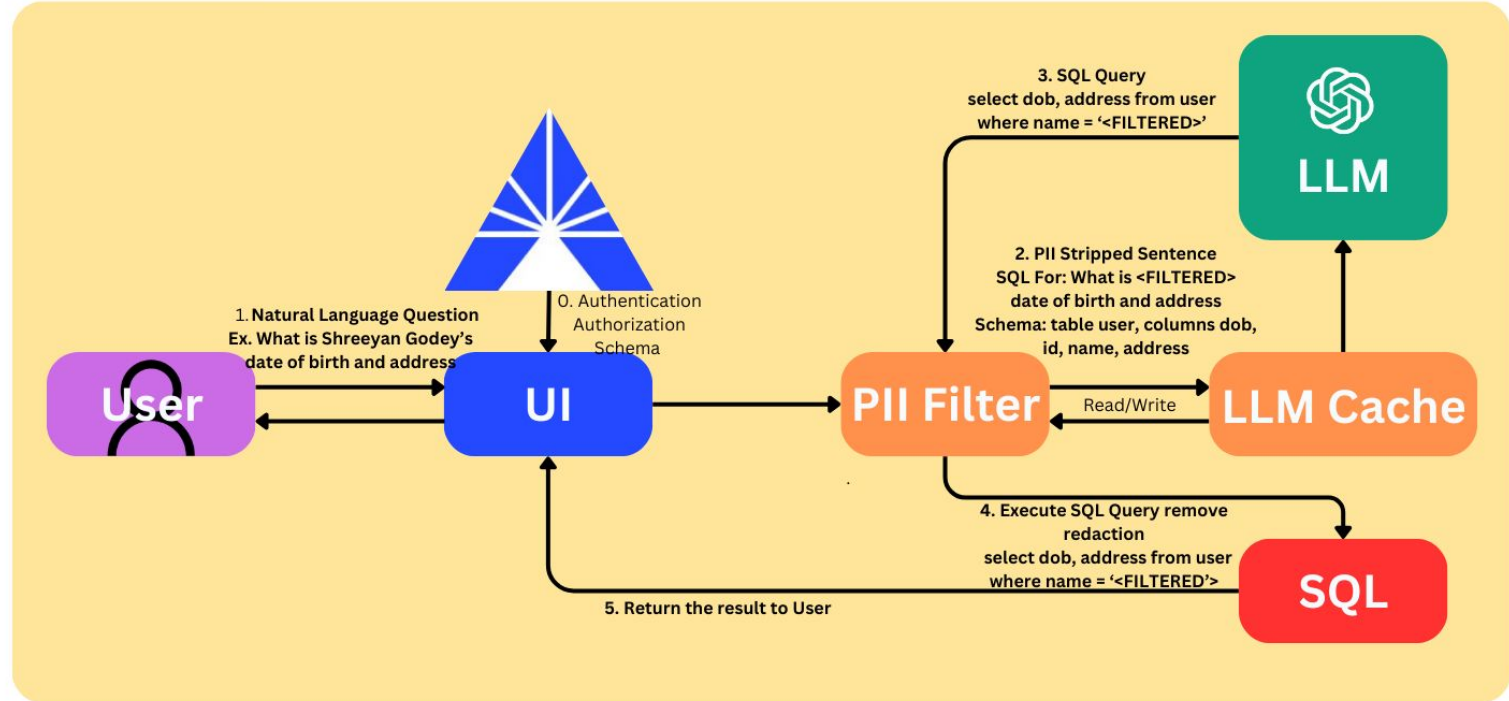 3. SQL Query
select dob, address from user
where name = ‘<FILTERED>’
LLM
0. Authentication
Authorization
Schema
1. Natural Language Question
Ex. What is Shreeyan Godey’s
date of birth and address
2. PII Stripped Sentence
SQL For: What is <FILTERED>
date of birth and address
Schema: table user, columns dob,
id, name, address
User
UI
PII Filter
Read/Write
LLM Cache
.
4. Execute SQL Query remove
redaction
select dob, address from user
where name = ‘<FILTERED’>
5. Return the result to User
SQL